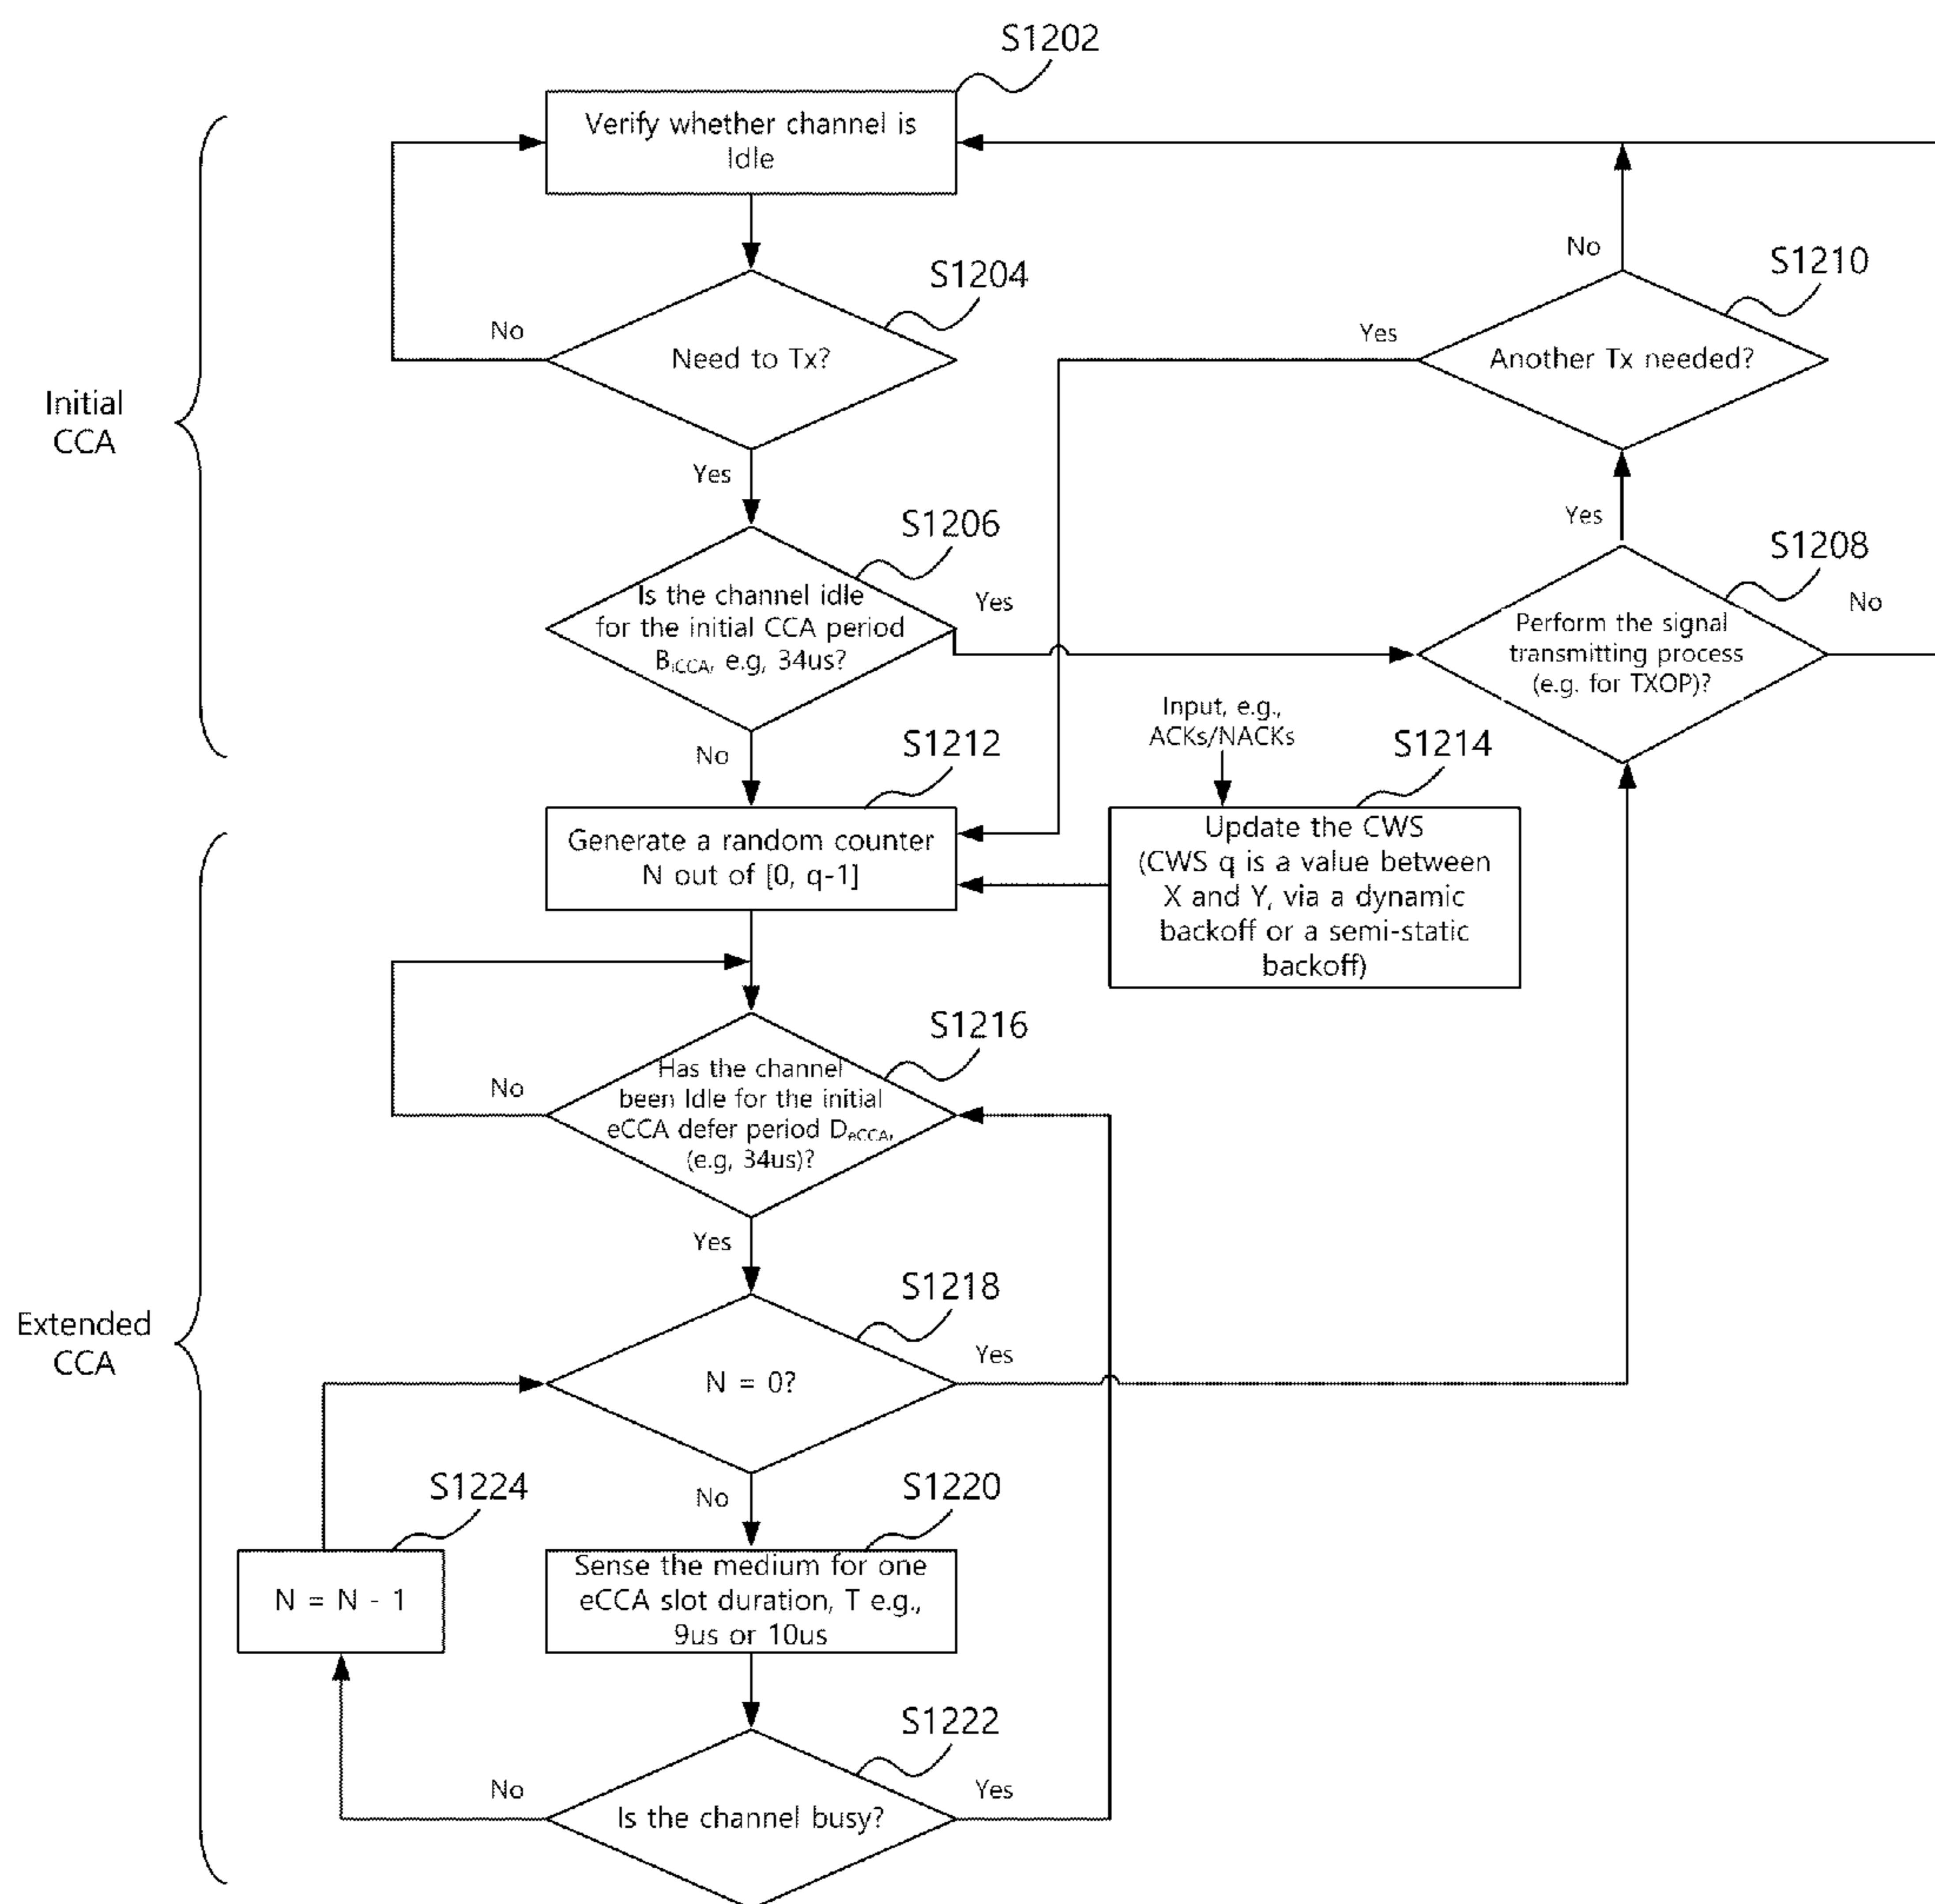 S1202
Verify whether channel is
Idle
S1204
No
Need to Tx?
Yes
Initial
CCA
S1206
Is the channel idle
for the initial CCA period
BiCCA, e.g, 34us?
Yes
No
S1210
No
Yes
Another Tx needed?
Yes
S1208
No
Perform the signal
transmitting process
(e.g. for TXOP)?
S1212
Generate a random counter
N out of [0, q-1]
Input, e.g.,
ACKs/NACKs
S1214
Update the CWS
(CWS q is a value between
X and Y, via a dynamic
backoff or a semi-static
backoff)
S1216
Has the channel
been Idle for the initial
eCCA defer period DeCCA,
(e.g, 34us)?
No
Yes
Extended
CCA
S1218
N = 0?
Yes
No
S1224
N = N - 1
S1220
Sense the medium for one
eCCA slot duration, T e.g.,
9us or 10us
S1222
No
Is the channel busy?
Yes